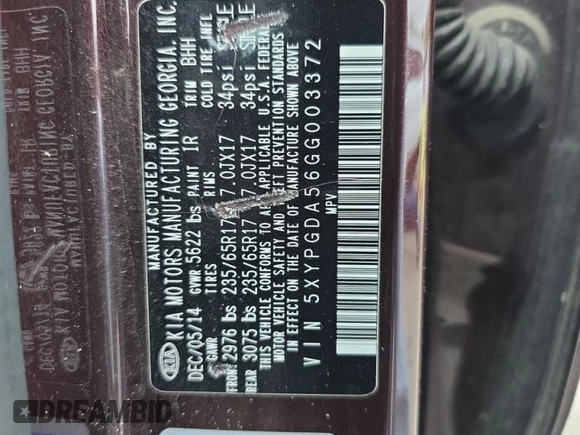 MANUFACTURED BY
KIA KIA MOTORS MANUFACTURING GEORGIA, INC.
DEC/05/14 GVWR 5622 lbs PAINT IR TRIM BHH
GAWR TIRES RIMS COLD TIRE INFL
FRONT 2976 lbs 235/65R17 7.0JX17 34psi
REAR 3075 lbs 235/65R17 7.0JX17 34psi
THIS VEHICLE CONFORMS TO ALL APPLICABLE U.S.A. FEDERAL
MOTOR VEHICLE SAFETY AND THEFT PREVENTION STANDARDS
IN EFFECT ON THE DATE OF MANUFACTURE SHOWN ABOVE
VIN 5XYPGDA56GG003372
MPV
DREAMBID